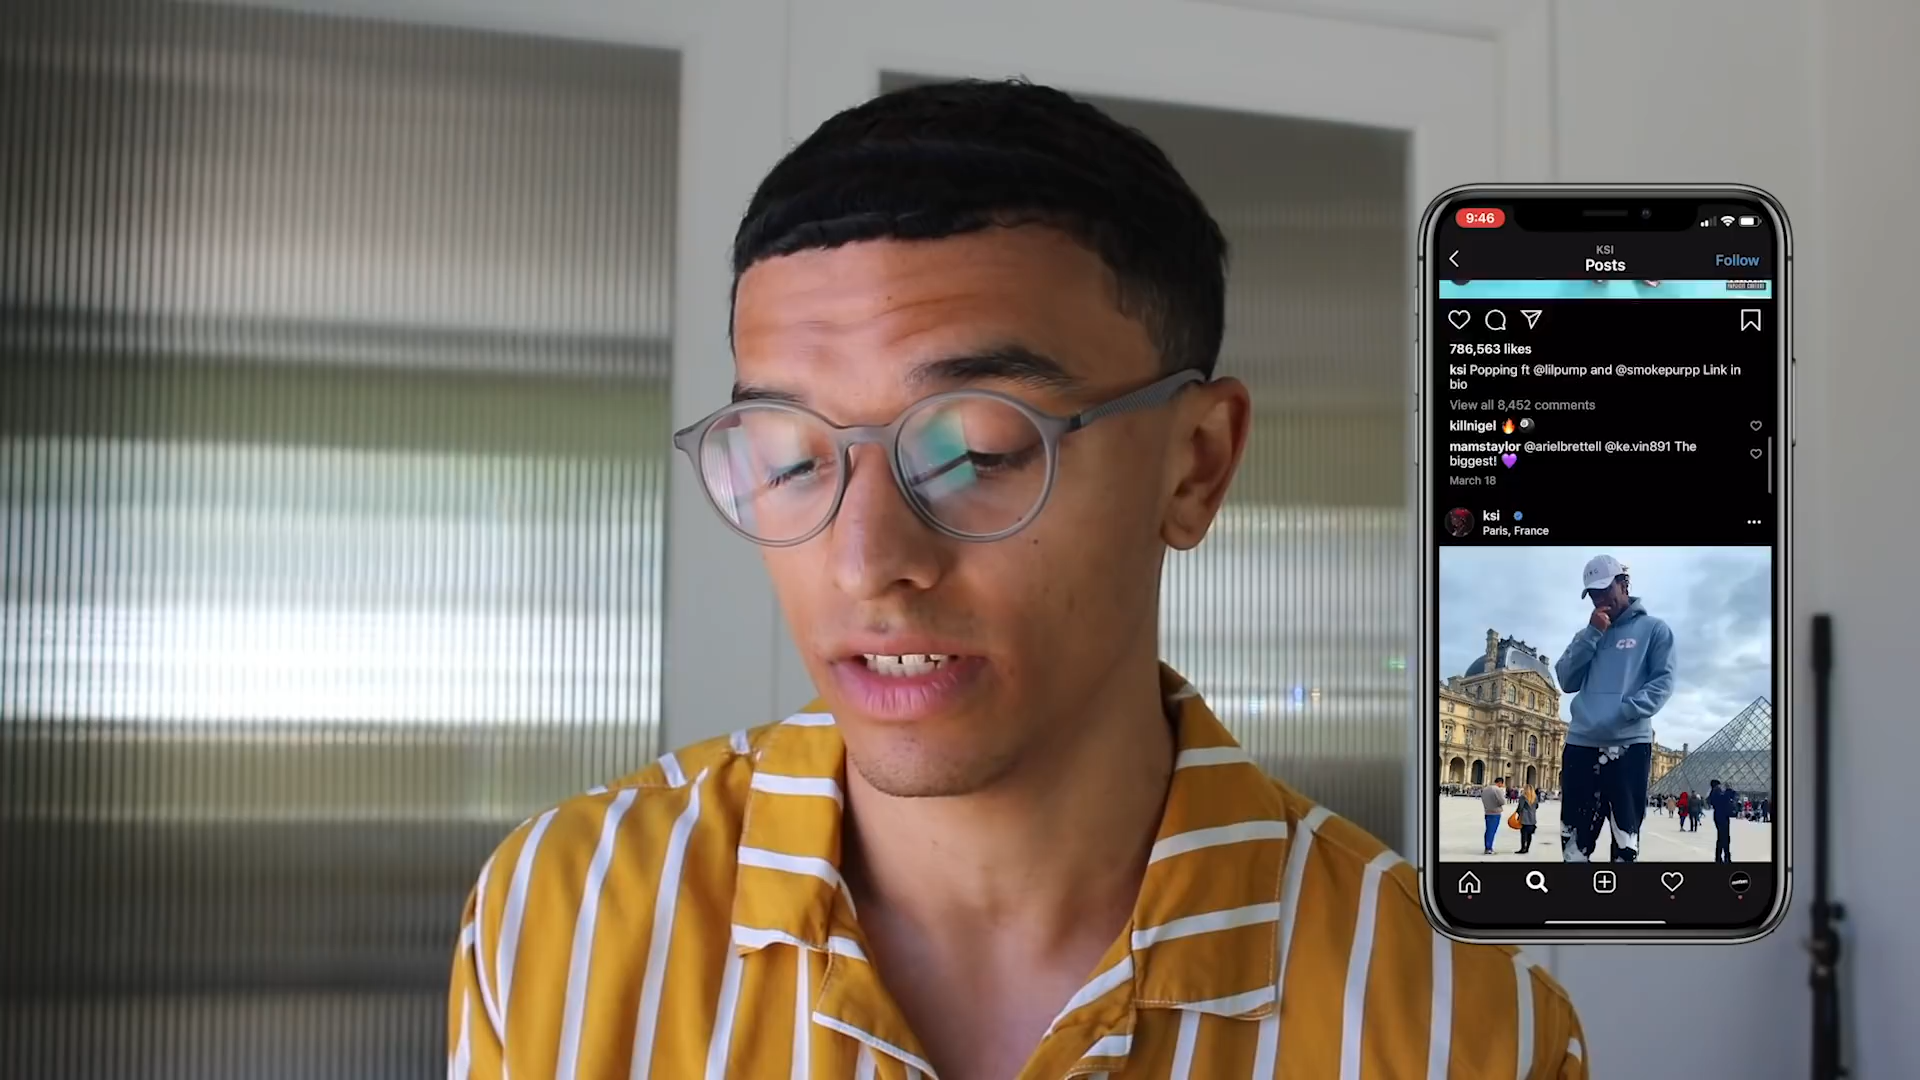 9:46
KSI
Posts
Follow
786,563 likes
ksi Popping ft @lilpump and @smokepurpp Link in
bio
View all 8,452 comments
killnigel 🔥 🎱
mamstaylor @arielbrettell @ke.vin891 The
biggest! 💜
March 18
ksi
Paris, France
CD